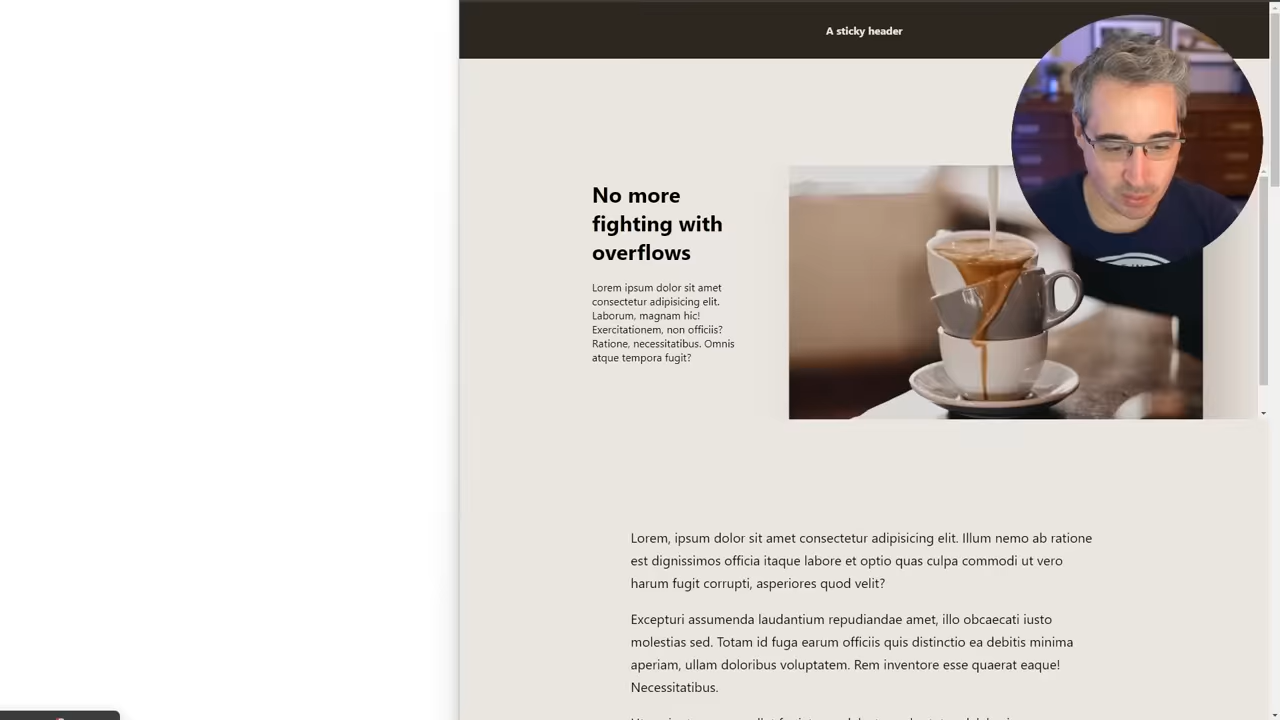 A sticky header
No more
fighting with
overflows
Lorem ipsum dolor sit amet
consectetur adipisicing elit.
Laborum, magnam hic!
Exercitationem, non officiis?
Ratione, necessitatibus. Omnis
atque tempora fugit?
Lorem, ipsum dolor sit amet consectetur adipisicing elit. Illum nemo ab ratione
est dignissimos officia itaque labore et optio quas culpa commodi ut vero
harum fugit corrupti, asperiores quod velit?
Excepturi assumenda laudantium repudiandae amet, illo obcaecati iusto
molestias sed. Totam id fuga earum officiis quis distinctio ea debitis minima
aperiam, ullam doloribus voluptatem. Rem inventore esse quaerat eaque!
Necessitatibus.